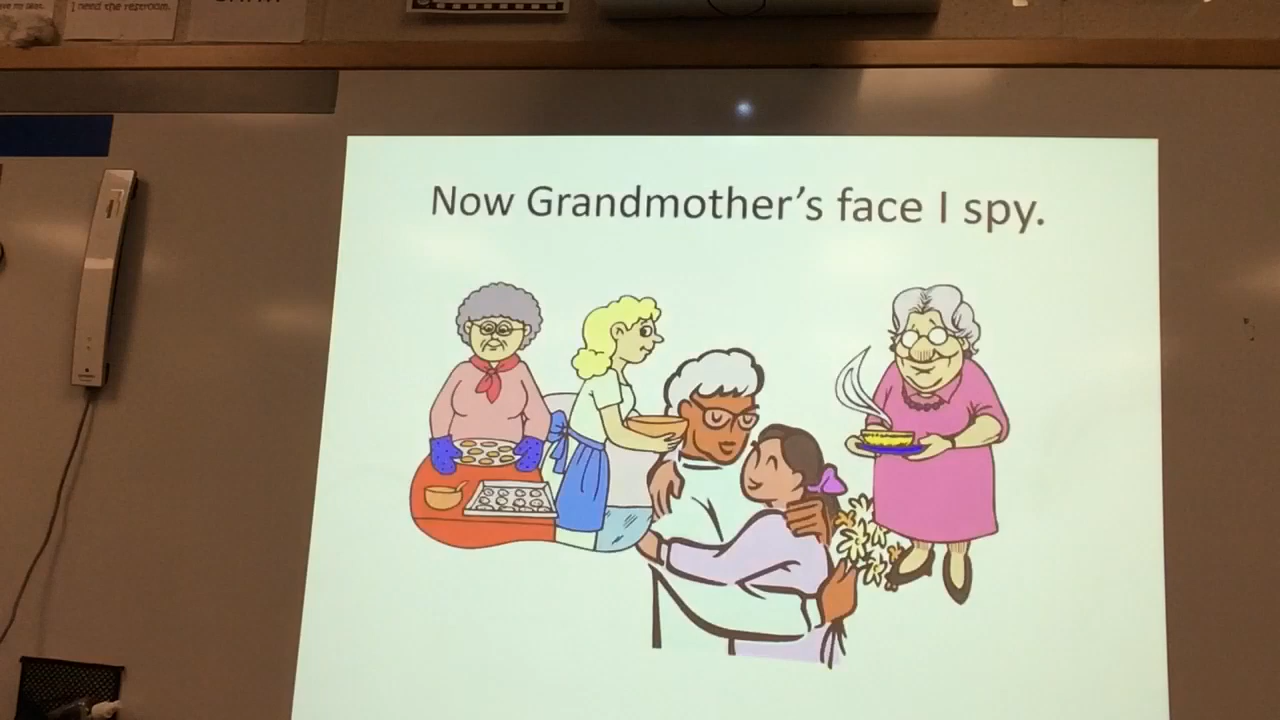 I need the restroom.
Now Grandmother's face I spy.